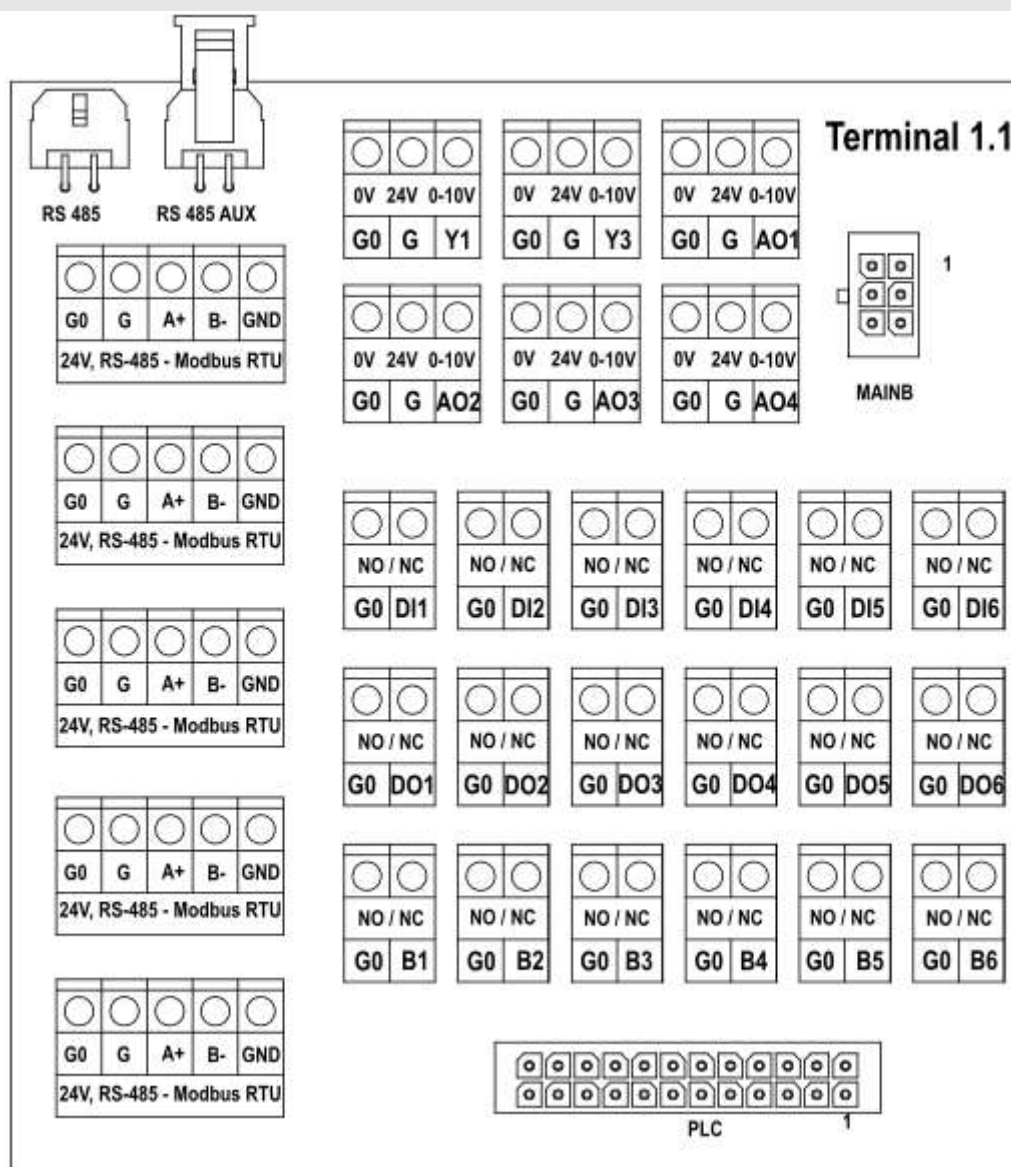 Terminal 1.1
RS 485 RS 485 AUX
0V 24V 0-10V 0V 24V 0-10V 0V 24V 0-10V
G0 G Y1 G0 G Y3 G0 G AO1
1
MAINB
0V 24V 0-10V 0V 24V 0-10V 0V 24V 0-10V
G0 G AO2 G0 G AO3 G0 G AO4
G0 G A+ B- GND
24V, RS-485 - Modbus RTU
G0 G A+ B- GND
24V, RS-485 - Modbus RTU
G0 G A+ B- GND
24V, RS-485 - Modbus RTU
G0 G A+ B- GND
24V, RS-485 - Modbus RTU
G0 G A+ B- GND
24V, RS-485 - Modbus RTU
NO / NC NO / NC NO / NC NO / NC NO / NC NO / NC
G0 DI1 G0 DI2 G0 DI3 G0 DI4 G0 DI5 G0 DI6
NO / NC NO / NC NO / NC NO / NC NO / NC NO / NC
G0 DO1 G0 DO2 G0 DO3 G0 DO4 G0 DO5 G0 DO6
NO / NC NO / NC NO / NC NO / NC NO / NC NO / NC
G0 B1 G0 B2 G0 B3 G0 B4 G0 B5 G0 B6
PLC 1